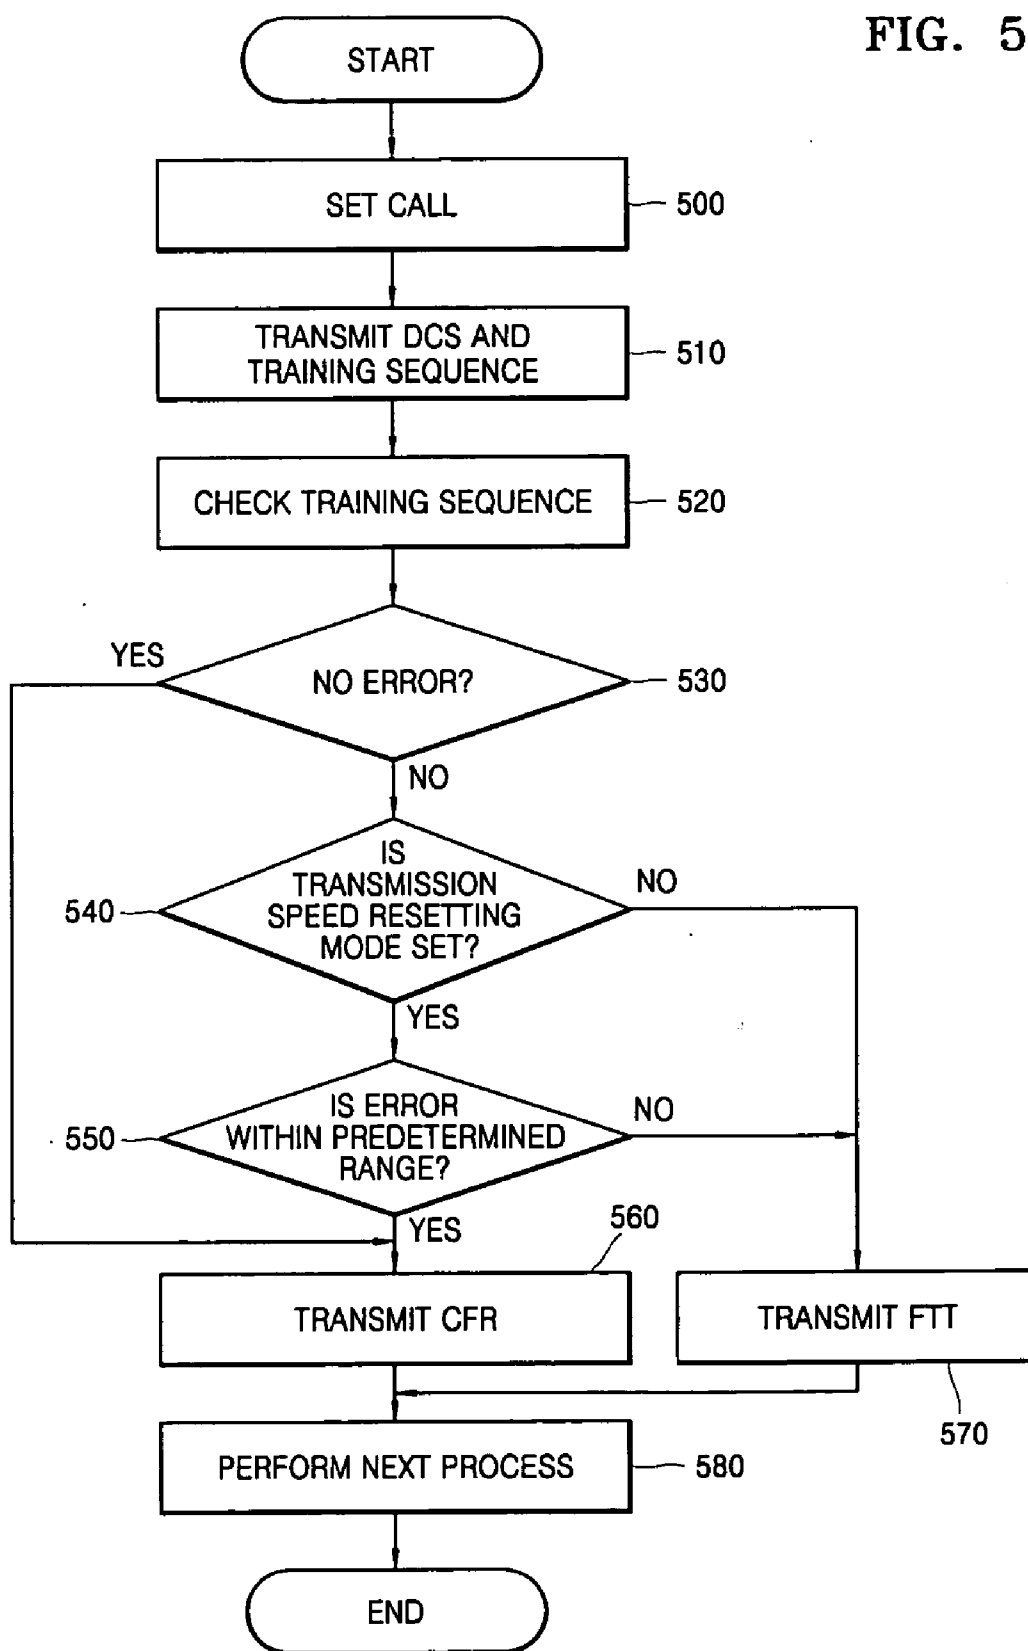 FIG. 5
START
SET CALL
500
TRANSMIT DCS AND
TRAINING SEQUENCE
510
CHECK TRAINING SEQUENCE
520
YES
NO ERROR?
530
NO
IS
TRANSMISSION
SPEED RESETTING
MODE SET?
540
NO
YES
IS ERROR
WITHIN PREDETERMINED
RANGE?
550
NO
YES
560
TRANSMIT CFR
TRANSMIT FTT
570
PERFORM NEXT PROCESS
580
END